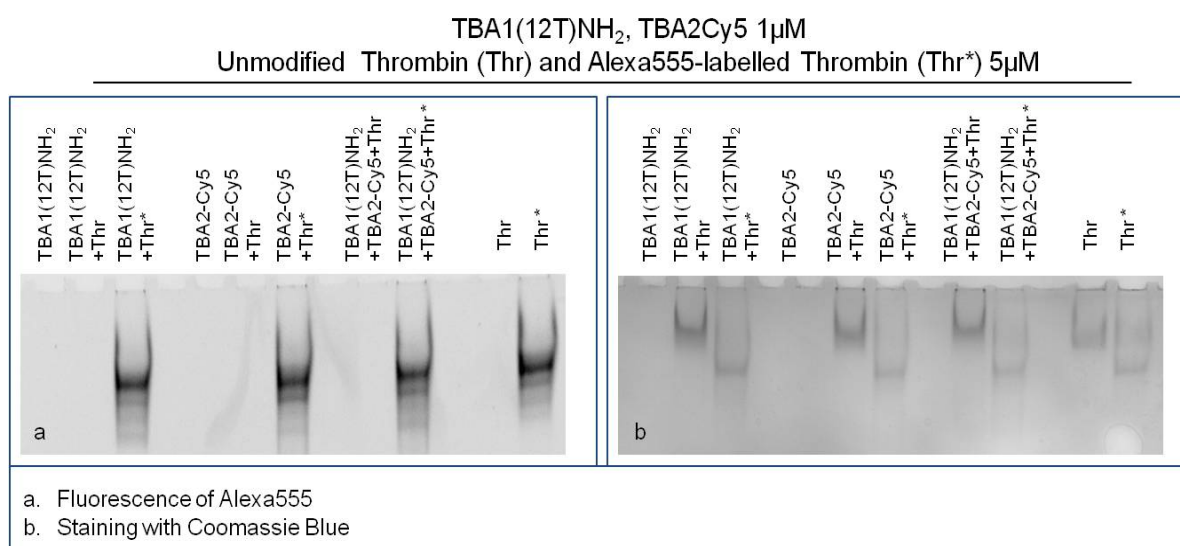 TBA1(12T)NH₂, TBA2Cy5 1µM
Unmodified Thrombin (Thr) and Alexa555-labelled Thrombin (Thr*) 5µM
TBA1(12T)NH₂
TBA1(12T)NH₂
+Thr
TBA1(12T)NH₂
+Thr*
TBA2-Cy5
TBA2-Cy5
+Thr
TBA2-Cy5
+Thr*
TBA1(12T)NH₂
+TBA2-Cy5+Thr
TBA1(12T)NH₂
+TBA2-Cy5+Thr*
Thr
Thr*
a
TBA1(12T)NH₂
TBA1(12T)NH₂
+Thr
TBA1(12T)NH₂
+Thr*
TBA2-Cy5
TBA2-Cy5
+Thr
TBA2-Cy5
+Thr*
TBA1(12T)NH₂
+TBA2-Cy5+Thr
TBA1(12T)NH₂
+TBA2-Cy5+Thr*
Thr
Thr*
b
a. Fluorescence of Alexa555
b. Staining with Coomassie Blue